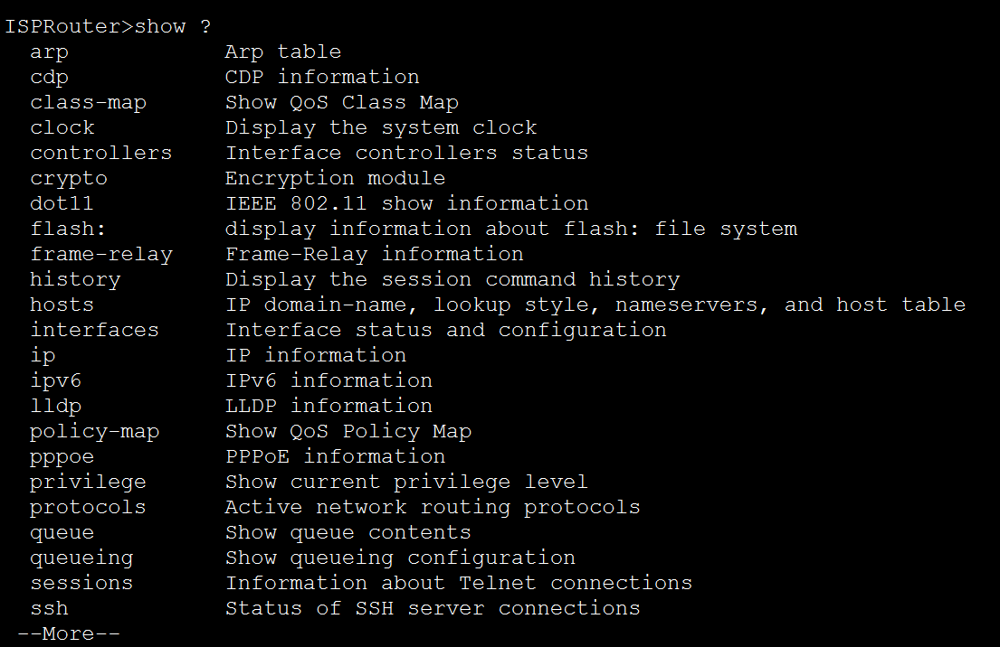 ISPRouter>show ?
  arp            Arp table
  cdp            CDP information
  class-map      Show QoS Class Map
  clock          Display the system clock
  controllers    Interface controllers status
  crypto         Encryption module
  dot11          IEEE 802.11 show information
  flash:         display information about flash: file system
  frame-relay    Frame-Relay information
  history        Display the session command history
  hosts          IP domain-name, lookup style, nameservers, and host table
  interfaces     Interface status and configuration
  ip             IP information
  ipv6           IPv6 information
  lldp           LLDP information
  policy-map     Show QoS Policy Map
  pppoe          PPPoE information
  privilege      Show current privilege level
  protocols      Active network routing protocols
  queue          Show queue contents
  queueing       Show queueing configuration
  sessions       Information about Telnet connections
  ssh            Status of SSH server connections
 --More--